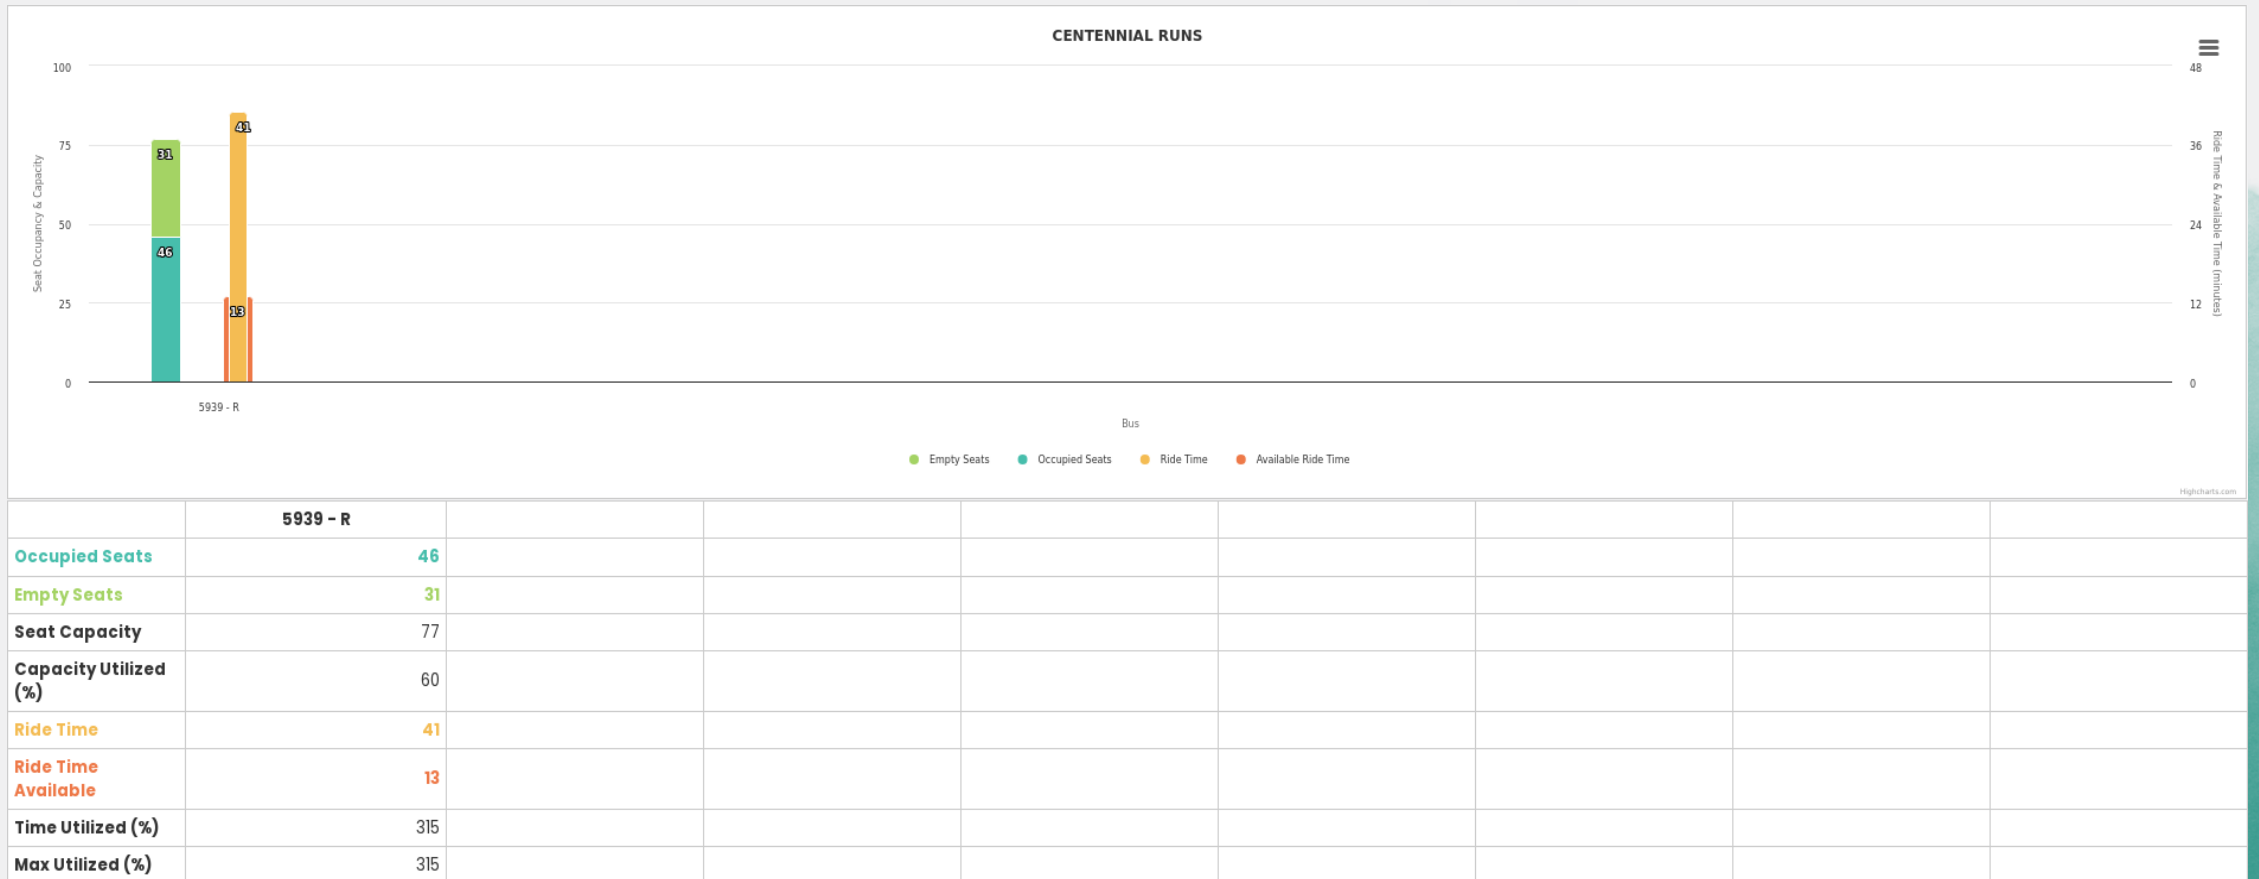 CENTENNIAL RUNS
100
75
50
25
0
Seat Occupancy & Capacity
31
46
41
13
48
36
24
12
0
Ride Time & Available Time (minutes)
5939 - R
Bus
Empty Seats Occupied Seats Ride Time Available Ride Time
Highcharts.com
5939 - R
Occupied Seats 46
Empty Seats 31
Seat Capacity 77
Capacity Utilized
(%) 60
Ride Time 41
Ride Time
Available 13
Time Utilized (%) 315
Max Utilized (%) 315